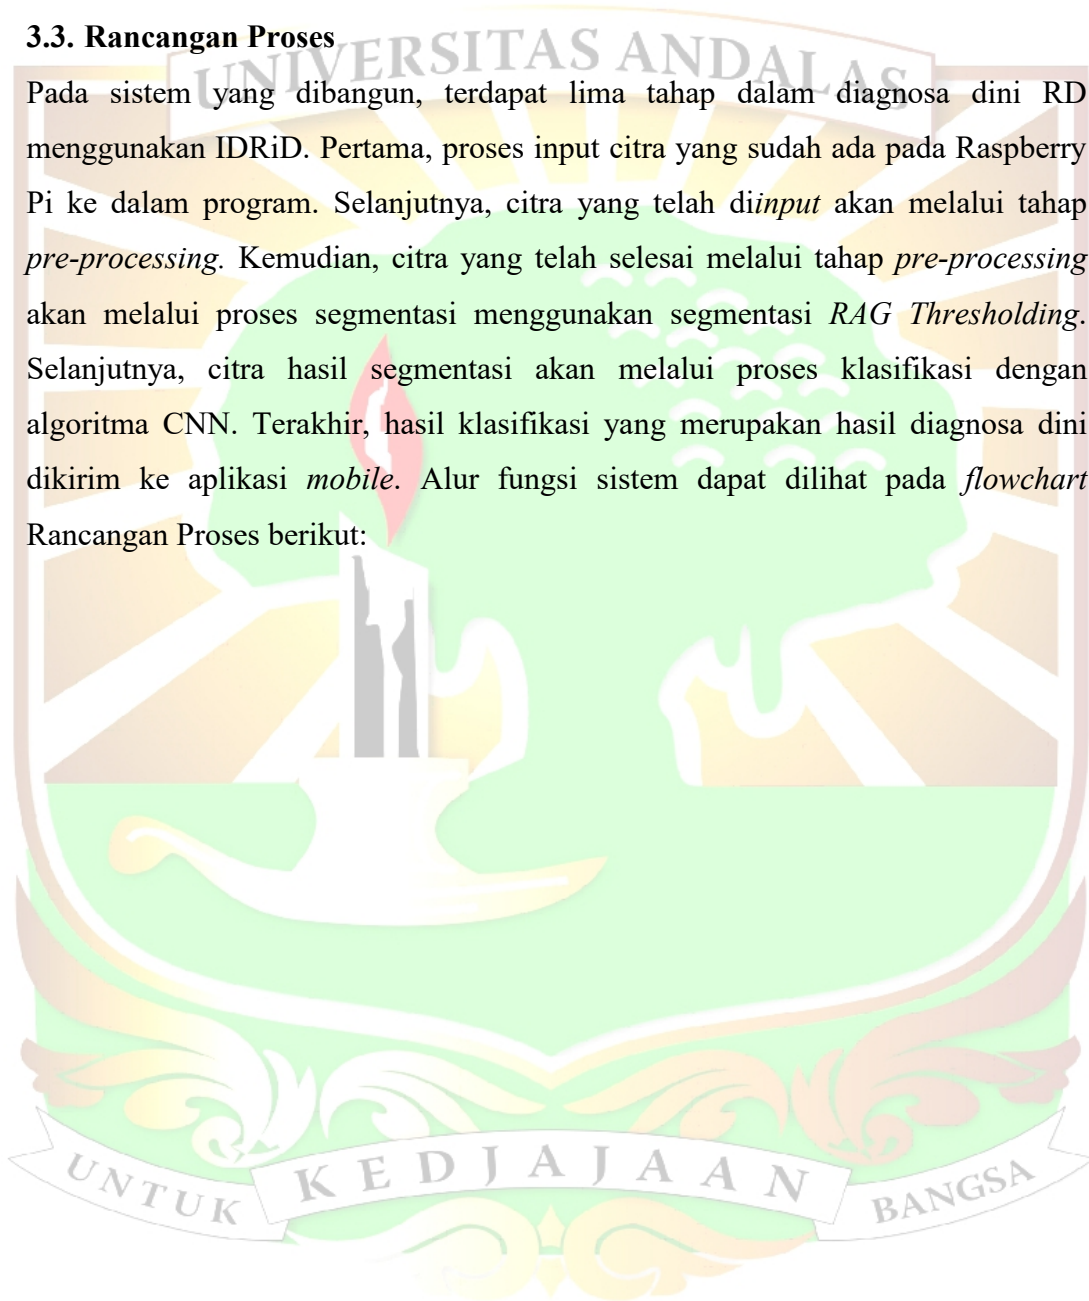 3.3. Rancangan Proses
UNIVERSITAS ANDALAS
Pada sistem yang dibangun, terdapat lima tahap dalam diagnosa dini RD
menggunakan IDRiD. Pertama, proses input citra yang sudah ada pada Raspberry
Pi ke dalam program. Selanjutnya, citra yang telah diinput akan melalui tahap
pre-processing. Kemudian, citra yang telah selesai melalui tahap pre-processing
akan melalui proses segmentasi menggunakan segmentasi RAG Thresholding.
Selanjutnya, citra hasil segmentasi akan melalui proses klasifikasi dengan
algoritma CNN. Terakhir, hasil klasifikasi yang merupakan hasil diagnosa dini
dikirim ke aplikasi mobile. Alur fungsi sistem dapat dilihat pada flowchart
Rancangan Proses berikut:
UNTUK KEDJAJAAN BANGSA